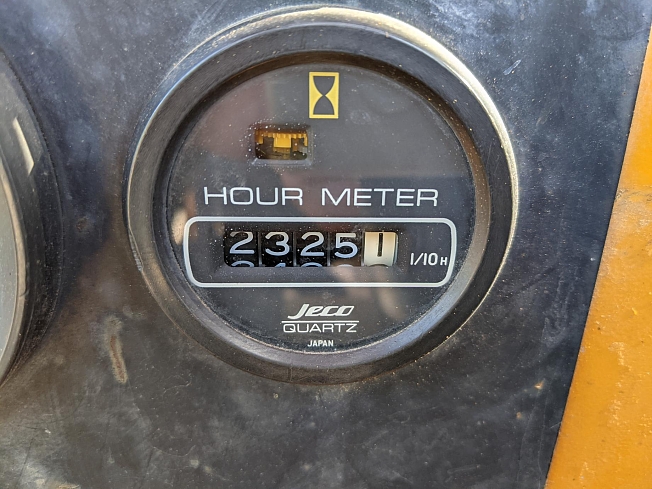 HOUR METER
23251 1/10H
Jeco
QUARTZ
JAPAN